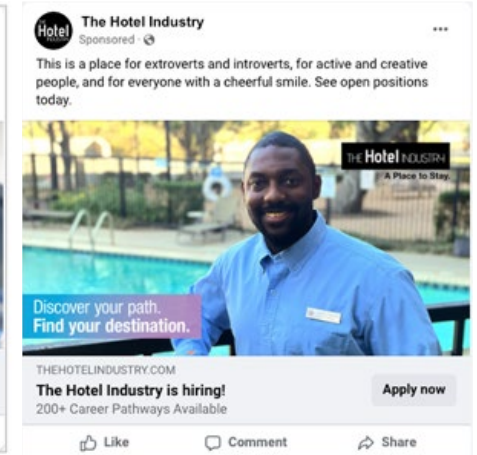 THE
Hotel
The Hotel Industry
Sponsored ·
This is a place for extroverts and introverts, for active and creative
people, and for everyone with a cheerful smile. See open positions
today.
THE Hotel INDUSTRY
A Place to Stay.
Discover your path.
Find your destination.
THEHOTELINDUSTRY.COM
The Hotel Industry is hiring!
Apply now
200+ Career Pathways Available
Like
Comment
Share